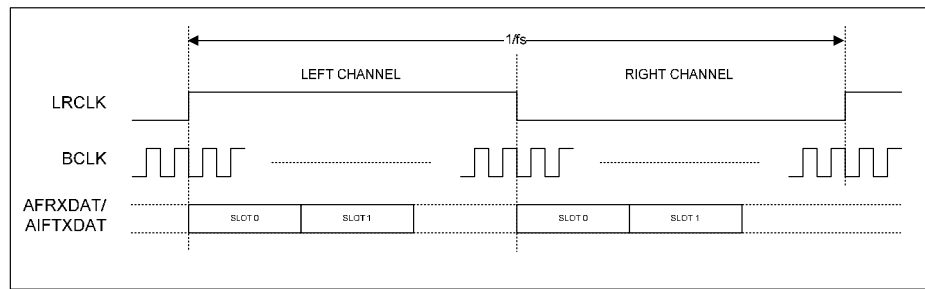 1/fs
LEFT CHANNEL RIGHT CHANNEL
LRCLK
BCLK
AFRXDAT/
AIFTXDAT
SLOT 0 SLOT 1 SLOT 0 SLOT 1